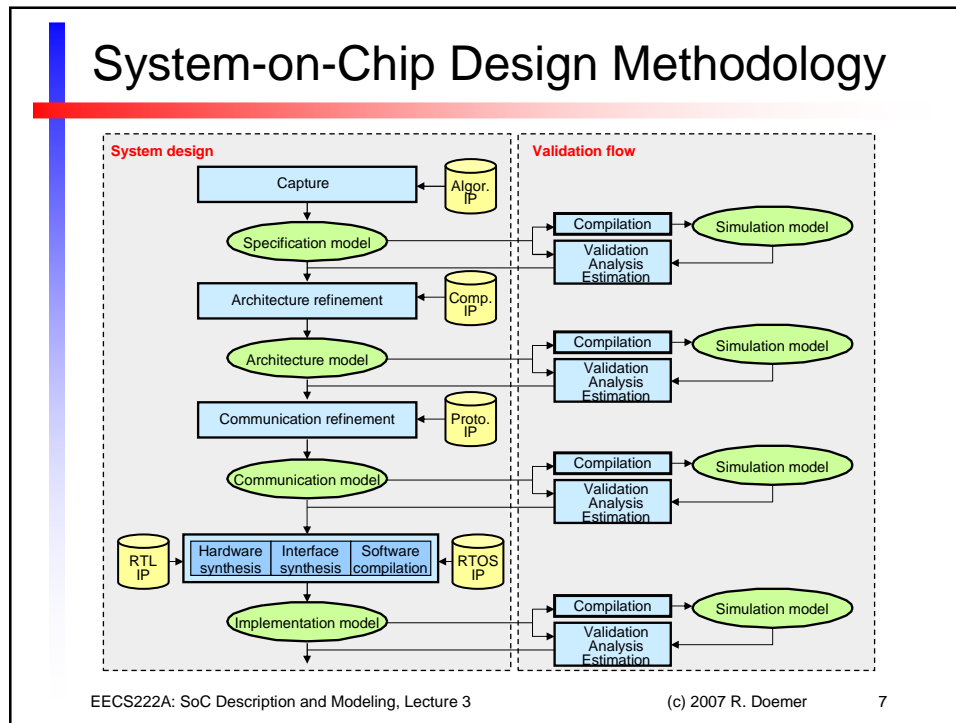 System-on-Chip Design Methodology
System design
Validation flow
Capture
Algor.
IP
Specification model
Compilation
Simulation model
Validation
Analysis
Estimation
Architecture refinement
Comp.
IP
Architecture model
Compilation
Simulation model
Validation
Analysis
Estimation
Communication refinement
Proto.
IP
Communication model
Compilation
Simulation model
Validation
Analysis
Estimation
RTL
IP
Hardware
synthesis
Interface
synthesis
Software
compilation
RTOS
IP
Implementation model
Compilation
Simulation model
Validation
Analysis
Estimation
EECS222A: SoC Description and Modeling, Lecture 3
(c) 2007 R. Doemer
7